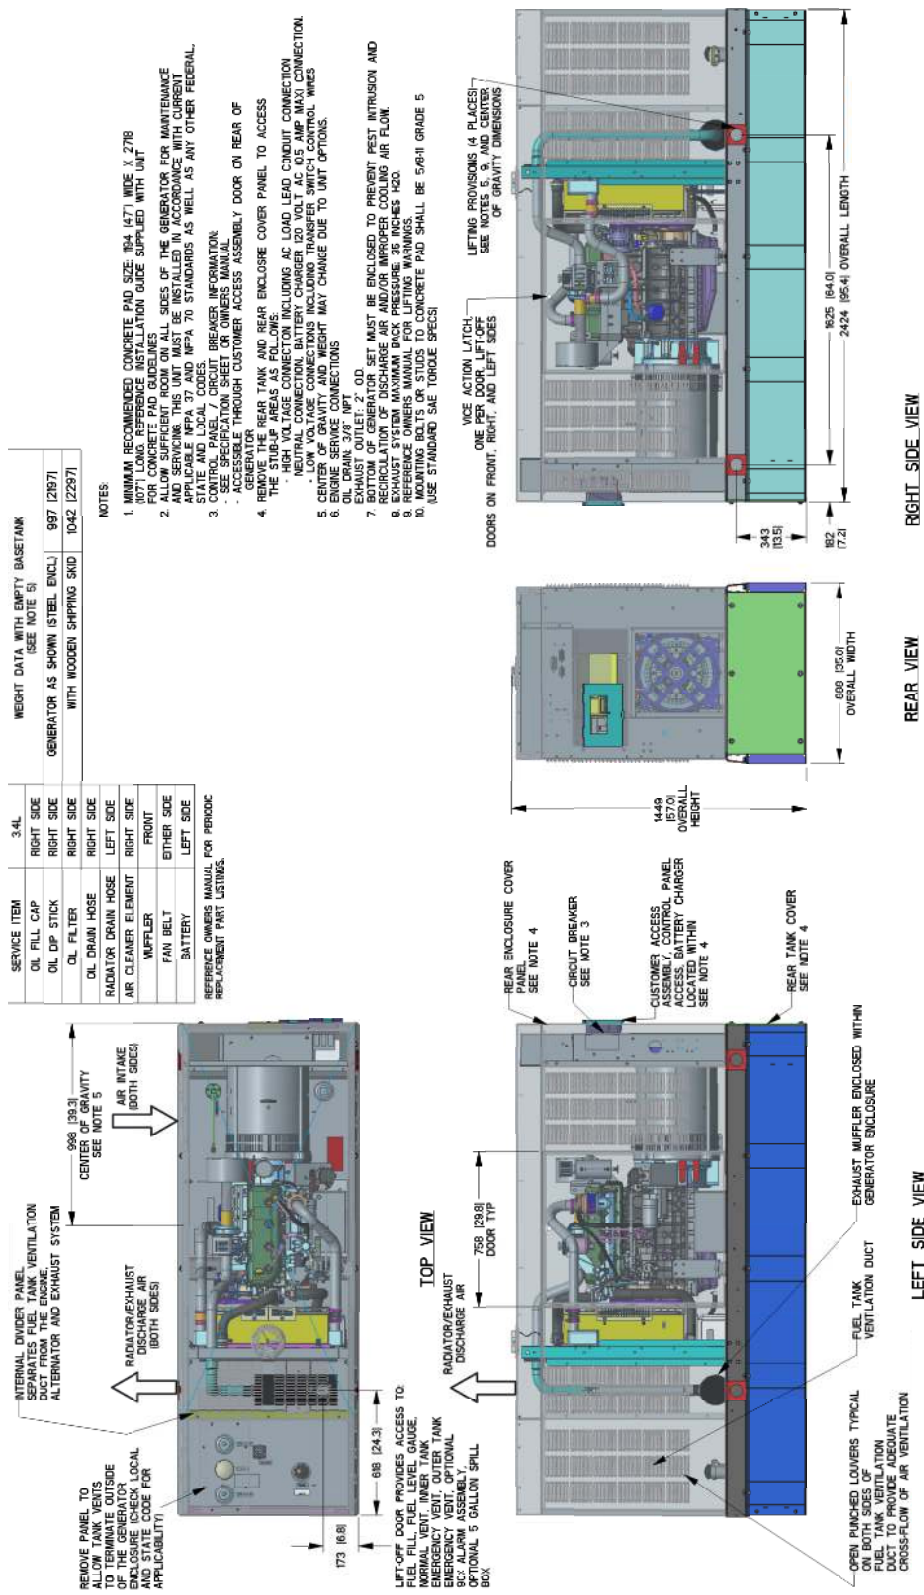 SERVICE ITEM 3.4L
OIL FILL CAP RIGHT SIDE
OIL DIP STICK RIGHT SIDE
OIL FILTER RIGHT SIDE
OIL DRAIN HOSE RIGHT SIDE
RADIATOR DRAIN HOSE LEFT SIDE
AIR CLEANER ELEMENT RIGHT SIDE
MUFFLER FRONT
FAN BELT EITHER SIDE
BATTERY LEFT SIDE
REFERENCE OWNERS MANUAL FOR PERIODIC
REPLACEMENT PART LISTINGS.
WEIGHT DATA WITH EMPTY BASETANK
(SEE NOTE 5)
GENERATOR AS SHOWN (STEEL ENCL) 997 [2197]
WITH WOODEN SHIPPING SKID 1042 [2297]
NOTES:
1. MINIMUM RECOMMENDED CONCRETE PAD SIZE: 1194 [47"] WIDE X 2718
[107"] LONG. REFERENCE INSTALLATION GUIDE SUPPLIED WITH UNIT
FOR CONCRETE PAD GUIDELINES
2. ALLOW SUFFICIENT ROOM ON ALL SIDES OF THE GENERATOR FOR MAINTENANCE
AND SERVICING. THIS UNIT MUST BE INSTALLED IN ACCORDANCE WITH CURRENT
APPLICABLE NFPA 37 AND NFPA 70 STANDARDS AS WELL AS ANY OTHER FEDERAL,
STATE AND LOCAL CODES.
3. CONTROL PANEL / CIRCUIT BREAKER INFORMATION:
- SEE SPECIFICATION SHEET OR OWNERS MANUAL
- ACCESSIBLE THROUGH CUSTOMER ACCESS ASSEMBLY DOOR ON REAR OF
GENERATOR
4. REMOVE THE REAR TANK AND REAR ENCLOSRE COVER PANEL TO ACCESS
THE STUB-UP AREAS AS FOLLOWS:
- HIGH VOLTAGE CONNECTION INCLUDING AC LOAD LEAD CONDUIT CONNECTION
NEUTRAL CONNECTION, BATTERY CHARGER 120 VOLT AC (0.5 AMP MAX) CONNECTION.
- LOW VOLTAGE CONNECTIONS INCLUDING TRANSFER SWITCH CONTROL WIRES
5. CENTER OF GRAVITY AND WEIGHT MAY CHANGE DUE TO UNIT OPTIONS.
6. ENGINE SERVICE CONNECTIONS
OIL DRAIN: 3/8" NPT
EXHAUST OUTLET: 2" O.D.
7. BOTTOM OF GENERATOR SET MUST BE ENCLOSED TO PREVENT PEST INTRUSION AND
RECIRCULATION OF DISCHARGE AIR AND/OR IMPROPER COOLING AIR FLOW.
8. EXHAUST SYSTEM MAXIMUM BACK PRESSURE: 35 INCHES H2O.
9. REFERENCE OWNERS MANUAL FOR LIFTING WARNINGS.
10. MOUNTING BOLTS OR STUDS TO CONCRETE PAD SHALL BE 5/8-11 GRADE 5
(USE STANDARD SAE TORQUE SPECS)
INTERNAL DIVIDER PANEL
SEPARATES FUEL TANK VENTILATION
DUCT FROM THE ENGINE,
ALTERNATOR AND EXHAUST SYSTEM
998 [39.3]
CENTER OF GRAVITY
SEE NOTE 5
AIR INTAKE
(BOTH SIDES)
RADIATOR/EXHAUST
DISCHARGE AIR
(BOTH SIDES)
REMOVE PANEL TO
ALLOW TANK VENTS
TO TERMINATE OUTSIDE
OF THE GENERATOR
ENCLOSURE (CHECK LOCAL
AND STATE CODE FOR
APPLICABILITY)
173 [6.8]
618 [24.3]
TOP VIEW
LIFT-OFF DOOR PROVIDES ACCESS TO:
FUEL FILL, FUEL LEVEL GAUGE,
NORMAL VENT, INNER TANK
EMERGENCY VENT, OUTER TANK
EMERGENCY VENT, OPTIONAL
90% ALARM ASSEMBLY,
OPTIONAL 5 GALLON SPILL
BOX
RADIATOR/EXHAUST
DISCHARGE AIR
758 [29.8]
DOOR TYP
REAR ENCLOSURE COVER
PANEL
SEE NOTE 4
CIRCUIT BREAKER
SEE NOTE 3
CUSTOMER ACCESS
ASSEMBLY, CONTROL PANEL
ACCESS, BATTERY CHARGER
LOCATED WITHIN
SEE NOTE 4
REAR TANK COVER
SEE NOTE 4
EXHAUST MUFFLER ENCLOSED WITHIN
GENERATOR ENCLOSURE
FUEL TANK
VENTILATION DUCT
OPEN PUNCHED LOUVERS TYPICAL
ON BOTH SIDES OF
FUEL TANK VENTILATION
DUCT TO PROVIDE ADEQUATE
CROSS-FLOW OF AIR VENTILATION
LEFT SIDE VIEW
1449
[57.0]
OVERALL
HEIGHT
[35.0]
OVERALL WIDTH
REAR VIEW
VICE ACTION LATCH,
ONE PER DOOR, LIFT-OFF
DOORS ON FRONT, RIGHT, AND LEFT SIDES
LIFTING PROVISIONS (4 PLACES)
SEE NOTES 5, 9, AND CENTER
OF GRAVITY DIMENSIONS
343
[13.5]
182
[7.2]
1625 [64.0]
2424 [95.4] OVERALL LENGTH
RIGHT SIDE VIEW